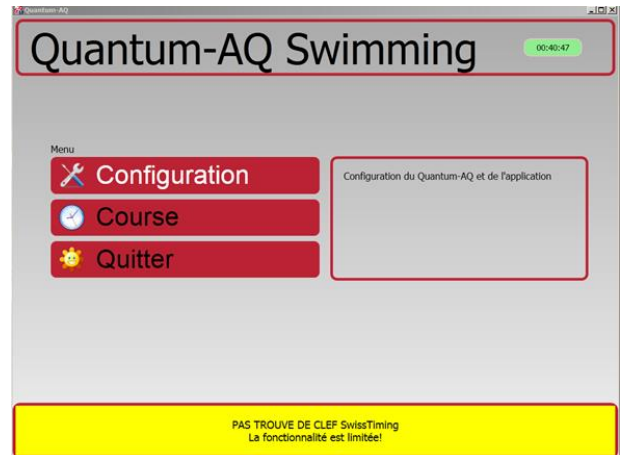 Quantum-AQ
Quantum-AQ Swimming
00:40:47
Menu
Configuration
Configuration du Quantum-AQ et de l'application
Course
Quitter
PAS TROUVE DE CLEF SwissTiming
La fonctionnalité est limitée!